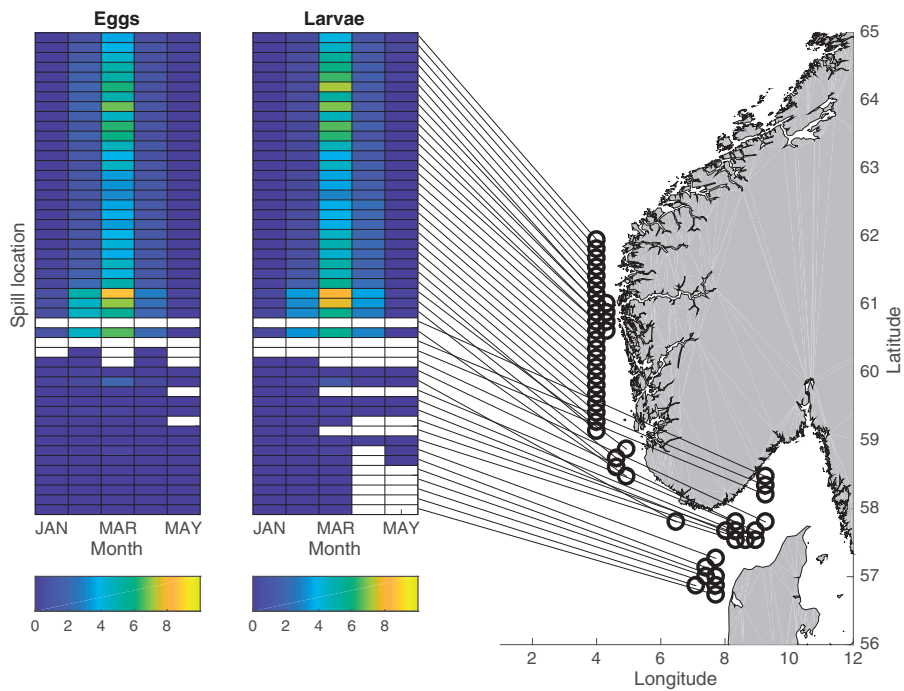 Eggs Larvae
65
64
63
62
61
60
59
58
57
56
Latitude
Spill location
JAN MAR MAY
Month
JAN MAR MAY
Month
0 2 4 6 8
0 2 4 6 8
2 4 6 8 10 12
Longitude